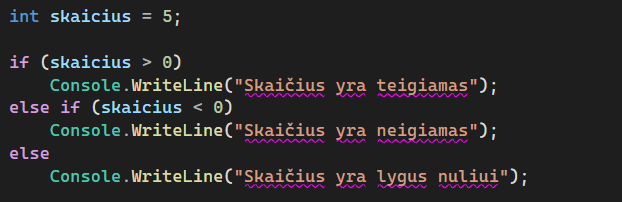 int skaicius = 5;
if (skaicius > 0)
    Console.WriteLine("Skaičius yra teigiamas");
else if (skaicius < 0)
    Console.WriteLine("Skaičius yra neigiamas");
else
    Console.WriteLine("Skaičius yra lygus nuliui");